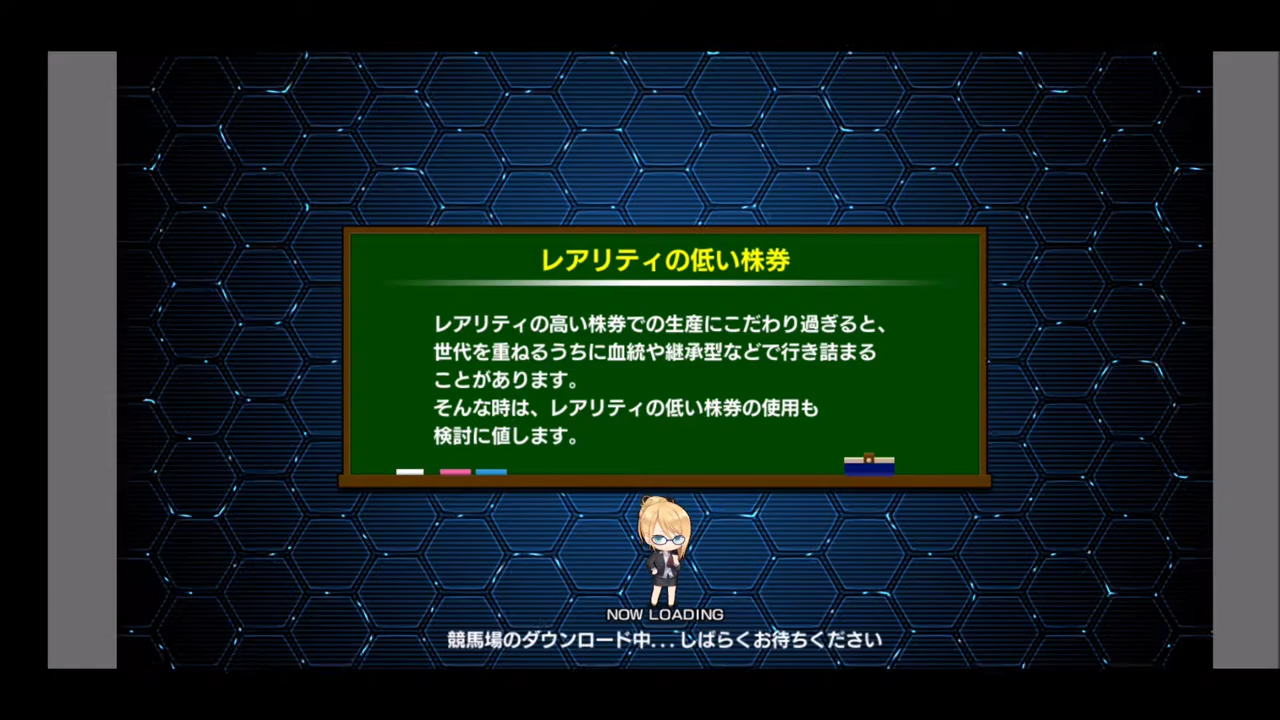 レアリティの低い株券
レアリティの高い株券での生産にこだわり過ぎると、
世代を重ねるうちに血統や継承型などで行き詰まる
ことがあります。
そんな時は、レアリティの低い株券の使用も
検討に値します。
NOW LOADING
競馬場のダウンロード中...しばらくお待ちください